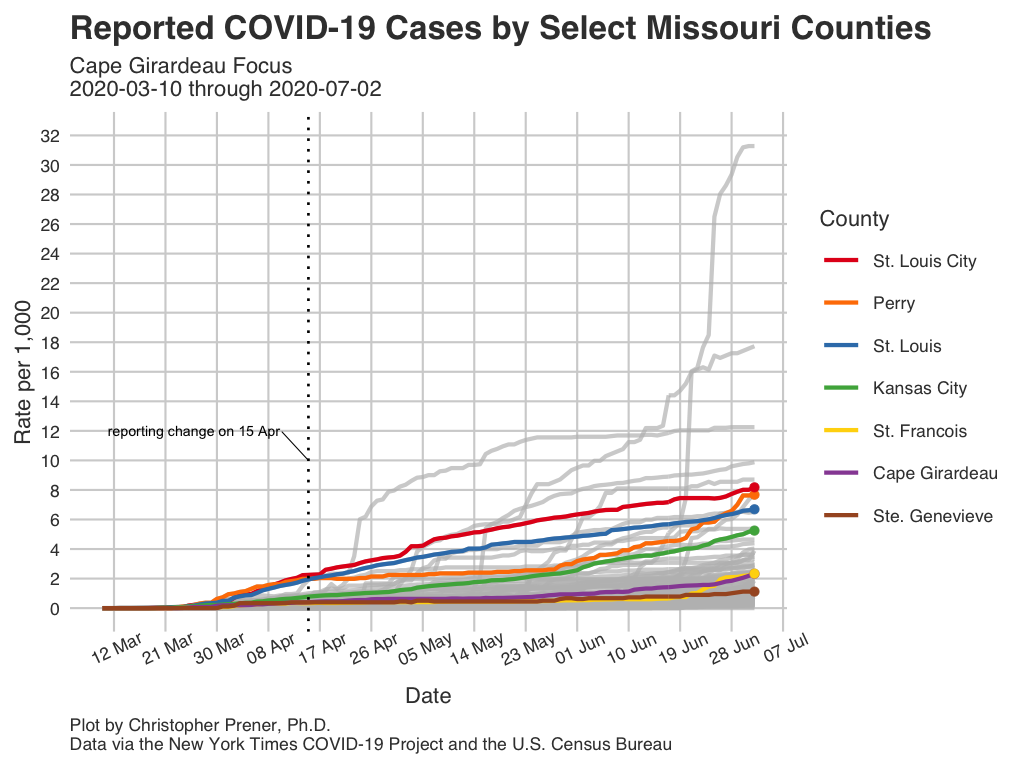 Reported COVID-19 Cases by Select Missouri Counties
Cape Girardeau Focus
2020-03-10 through 2020-07-02
Rate per 1,000
32
30
28
26
24
22
20
18
16
14
12
10
8
6
4
2
0
reporting change on 15 Apr
12 Mar
21 Mar
30 Mar
08 Apr
17 Apr
26 Apr
05 May
14 May
23 May
01 Jun
10 Jun
19 Jun
28 Jun
07 Jul
Date
County
St. Louis City
Perry
St. Louis
Kansas City
St. Francois
Cape Girardeau
Ste. Genevieve
Plot by Christopher Prener, Ph.D.
Data via the New York Times COVID-19 Project and the U.S. Census Bureau